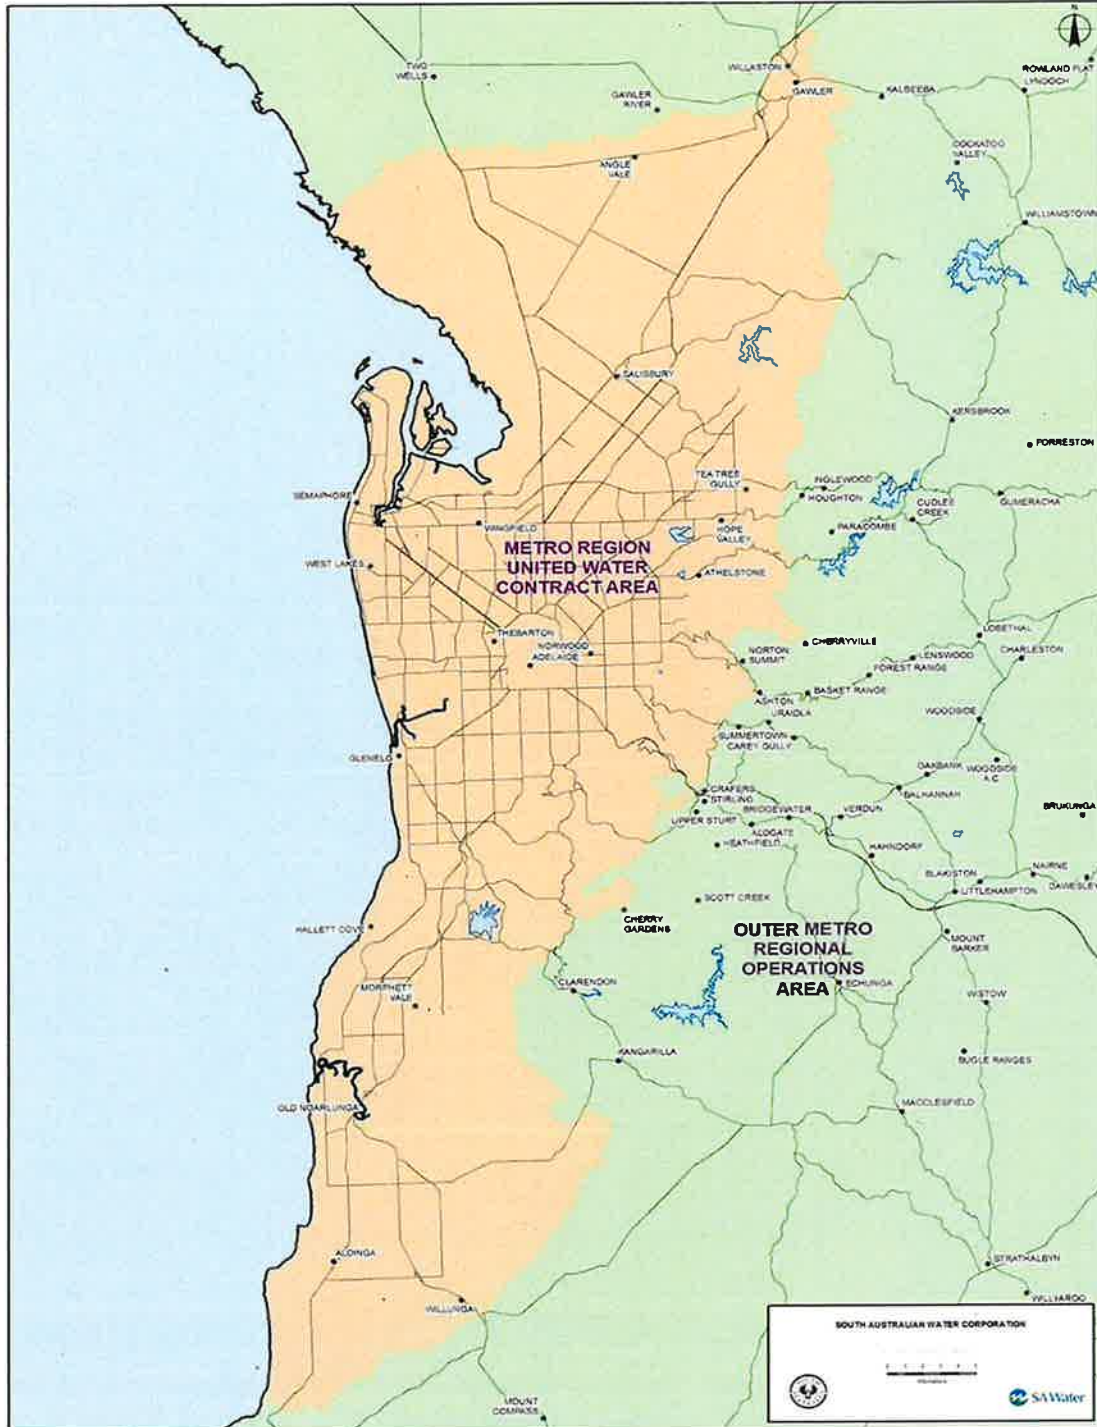 N
TWO
WELLS
WILLASTON
ROWLAND FLAT
LYNDOCH
GAWLER
KALBEEBA
GAWLER
RIVER
COCKATOO
VALLEY
ANGLE
VALE
WILLIAMSTOWN
SALISBURY
KERSBROOK
FORRESTON
TEA TREE
GULLY
INGLEWOOD
HOUGHTON
SEMAPHORE
GUMERACHA
CUDLEE
CREEK
WINGFIELD
HOPE
VALLEY
PARACOMBE
METRO REGION
UNITED WATER
CONTRACT AREA
WEST LAKES
ATHELSTONE
THEBARTON
NORWOOD
ADELAIDE
CHERRYVILLE
LOBETHAL
NORTON
SUMMIT
LENSWOOD
CHARLESTON
FOREST RANGE
ASHTON
BASKET RANGE
URAIDLA
WOODSIDE
SUMMERTOWN
CAREY GULLY
GLENELG
OAKBANK
WOODSIDE
A.C
CRAFERS
STIRLING
BALHANNAH
BRUKUNGA
UPPER STURT
BRIDGEWATER
VERDUN
ALDGATE
HEATHFIELD
HAHNDORF
BLAKISTON
NAIRNE
LITTLEHAMPTON
DAWESLEY
SCOTT CREEK
CHERRY
GARDENS
HALLETT COVE
OUTER METRO
REGIONAL
OPERATIONS
AREA
MOUNT
BARKER
CLARENDON
ECHUNGA
MORPHETT
VALE
WISTOW
KANGARILLA
BUGLE RANGES
OLD NOARLUNGA
MACCLESFIELD
ALDINGA
STRATHALBYN
WILLUNGA
WILLYAROO
MOUNT
COMPASS
SOUTH AUSTRALIAN WATER CORPORATION
SA Water